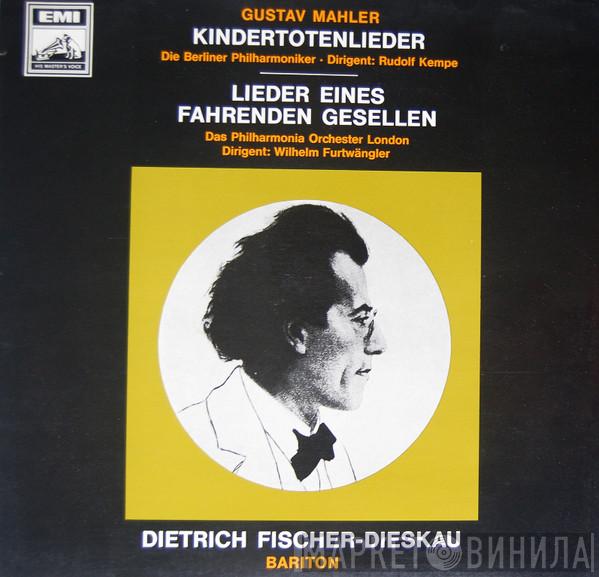 EMI
HIS MASTER'S VOICE
GUSTAV MAHLER
KINDERTOTENLIEDER
Die Berliner Philharmoniker · Dirigent: Rudolf Kempe
LIEDER EINES
FAHRENDEN GESELLEN
Das Philharmonia Orchester London
Dirigent: Wilhelm Furtwängler
DIETRICH FISCHER-DIESKAU
BARITON
МАРКЕТ ВИНИЛА